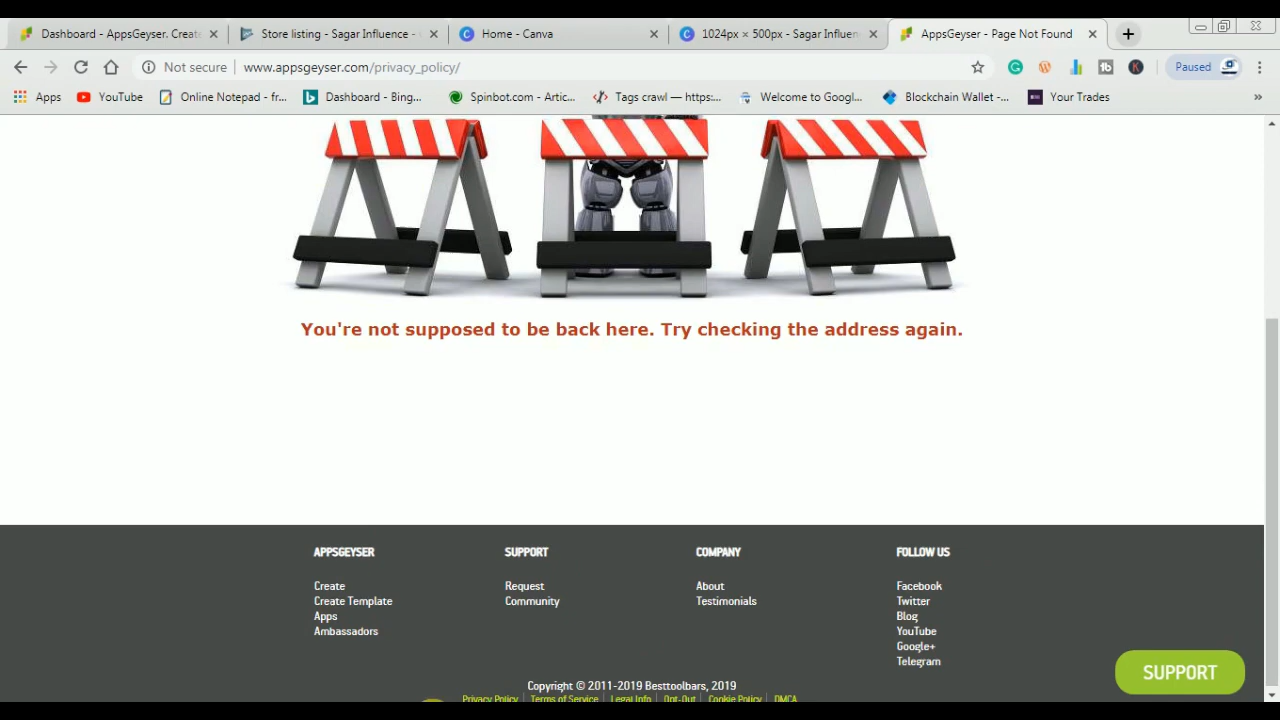 Dashboard - AppsGeyser. Create
Store listing - Sagar Influence -
Home - Canva
1024px × 500px - Sagar Influen
AppsGeyser - Page Not Found
Not secure
www.appsgeyser.com/privacy_policy/
Paused
Apps
YouTube
Online Notepad - fr...
Dashboard - Bing...
Spinbot.com - Artic...
Tags crawl — https:...
Welcome to Googl...
Blockchain Wallet -...
Your Trades
You're not supposed to be back here. Try checking the address again.
APPSGEYSER
Create
Create Template
Apps
Ambassadors
SUPPORT
Request
Community
COMPANY
About
Testimonials
FOLLOW US
Facebook
Twitter
Blog
YouTube
Google+
Telegram
SUPPORT
Copyright © 2011-2019 Besttoolbars, 2019
Privacy Policy | Terms of Service | Legal Info | Opt-Out | Cookie Policy | DMCA